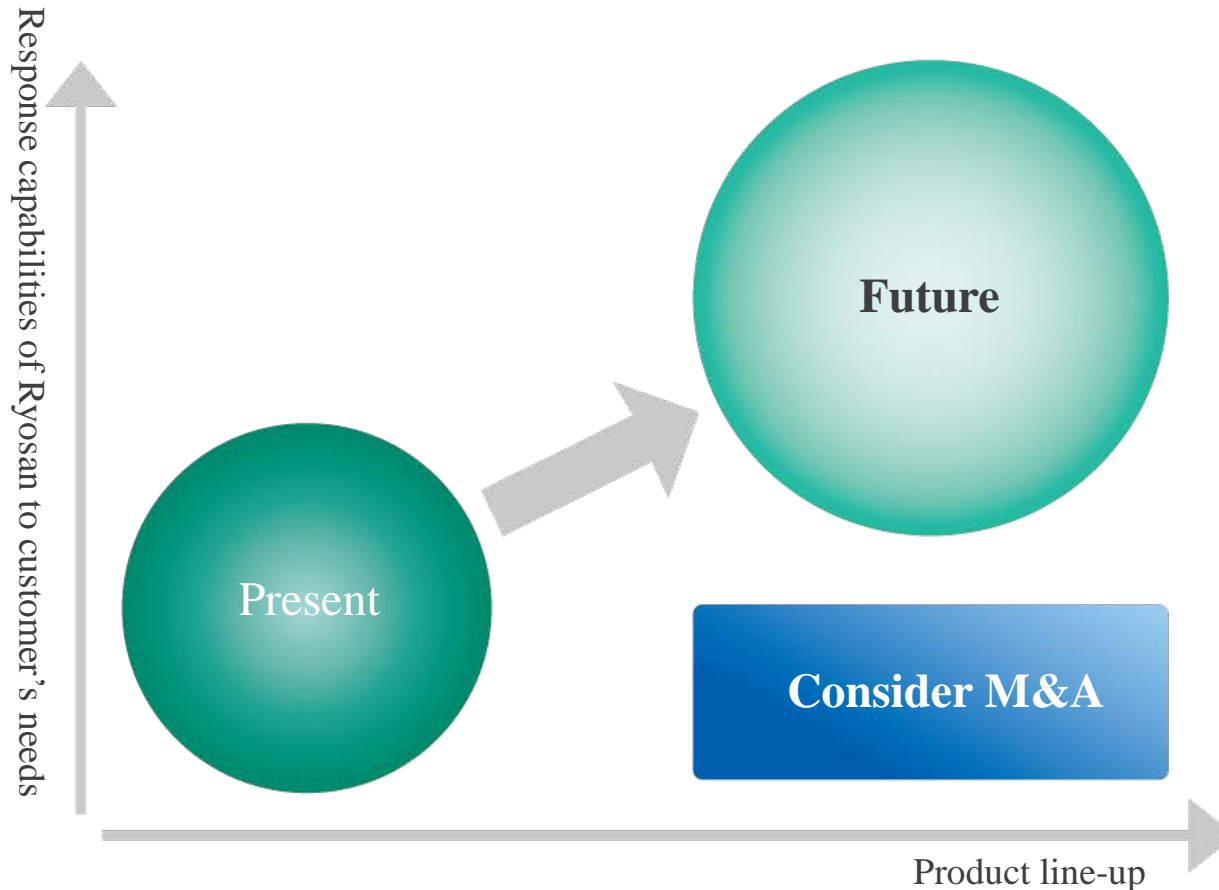 Response capabilities of Ryosan to customer’s needs
Future
Present
Consider M&A
Product line-up